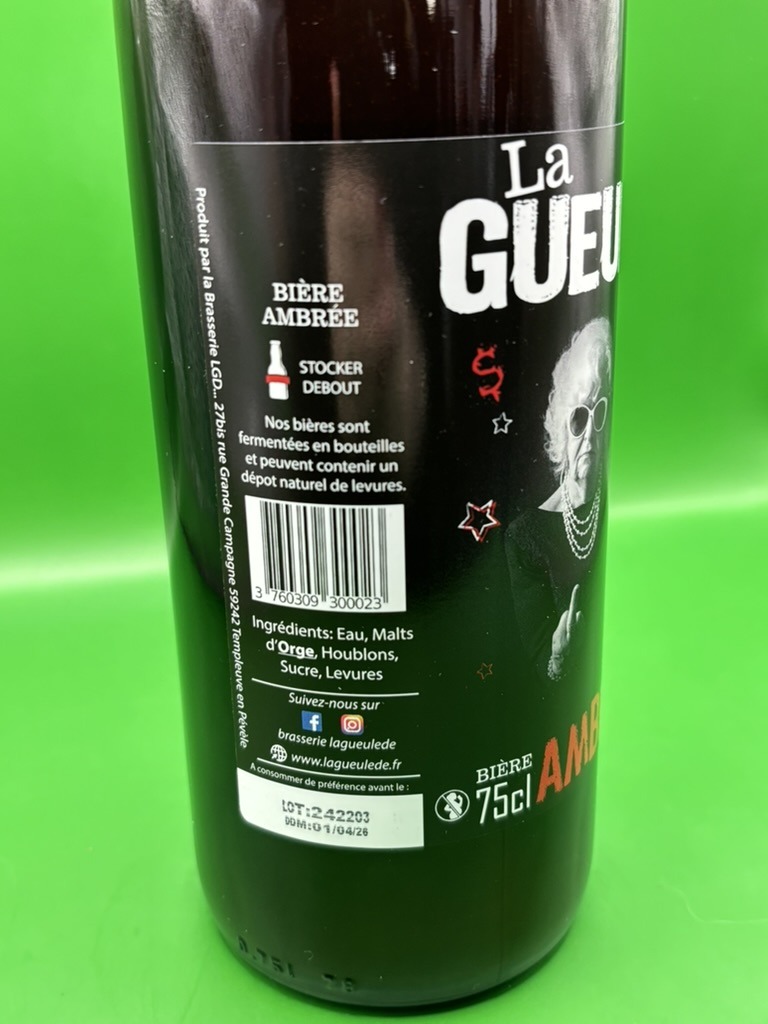 La
GUEU
BIÈRE
AMBRÉE
STOCKER
DEBOUT
Nos bières sont
fermentées en bouteilles
et peuvent contenir un
dépôt naturel de levures.
3 760309 300023
Ingrédients: Eau, Malts
d'Orge, Houblons,
Sucre, Levures
Suivez-nous sur
brasserie lagueulede
www.lagueulede.fr
A consommer de préférence avant le :
LOT:242203
DDM:01/04/26
Produit par la Brasserie LGD... 27bis rue Grande Campagne 59242 Templeuve en Pévèle
BIÈRE
75cl
AMB
0.75l